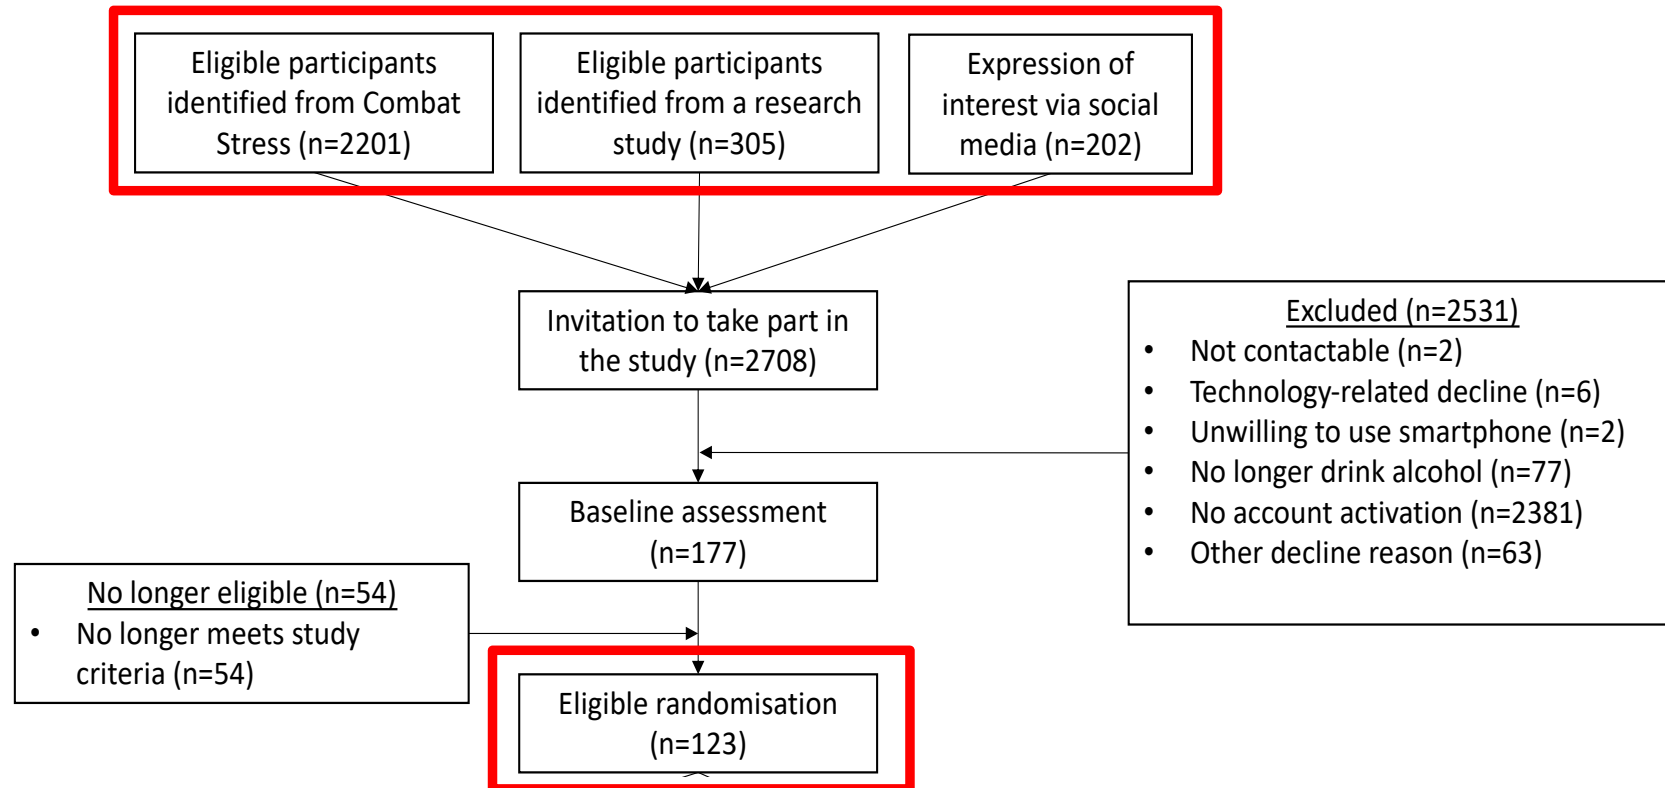 Eligible participants
identified from Combat
Stress (n=2201)
Eligible participants
identified from a research
study (n=305)
Expression of
interest via social
media (n=202)
Invitation to take part in
the study (n=2708)
Excluded (n=2531)
• Not contactable (n=2)
• Technology-related decline (n=6)
• Unwilling to use smartphone (n=2)
• No longer drink alcohol (n=77)
• No account activation (n=2381)
• Other decline reason (n=63)
Baseline assessment
(n=177)
No longer eligible (n=54)
• No longer meets study
criteria (n=54)
Eligible randomisation
(n=123)